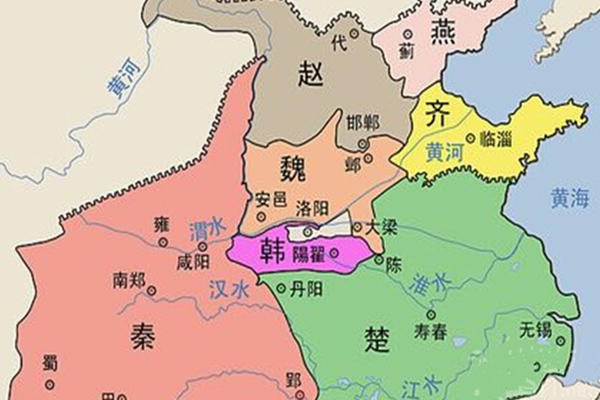 燕
代
蓟
赵
黄河
齐
邯郸
临淄
黄河
魏
邺
黄海
安邑
洛阳
雍
渭水
大梁
韩
陽翟
咸阳
陈
南郑
汉水
丹阳
淮水
秦
楚
寿春
无锡
蜀
郢
江水